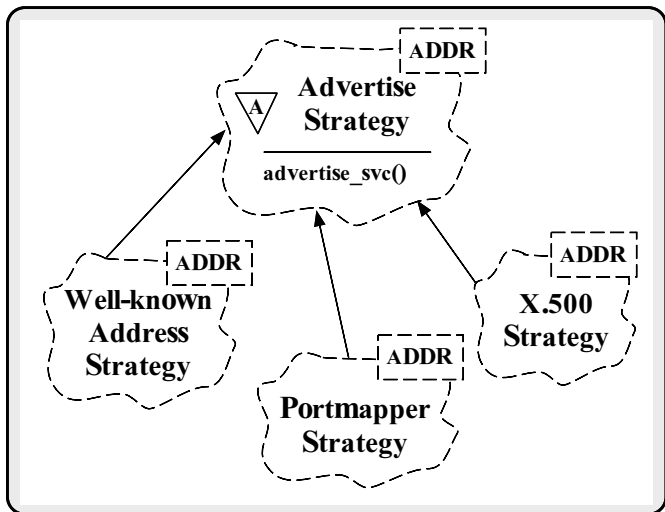 ADDR
Advertise
A
Strategy
advertise_svc()
ADDR
Well-known
Address
Strategy
ADDR
X.500
Strategy
ADDR
Portmapper
Strategy